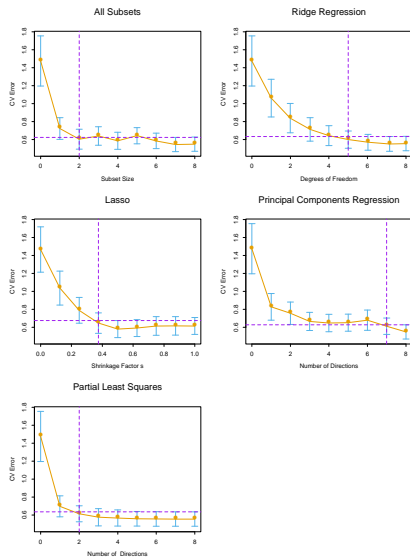 All Subsets
Ridge Regression
CV Error
0.6 0.8 1.0 1.2 1.4 1.6 1.8
0 2 4 6 8
Subset Size
CV Error
0.6 0.8 1.0 1.2 1.4 1.6 1.8
0 2 4 6 8
Degrees of Freedom
Lasso
Principal Components Regression
CV Error
0.6 0.8 1.0 1.2 1.4 1.6 1.8
0.0 0.2 0.4 0.6 0.8 1.0
Shrinkage Factor s
CV Error
0.6 0.8 1.0 1.2 1.4 1.6 1.8
0 2 4 6 8
Number of Directions
Partial Least Squares
CV Error
0.6 0.8 1.0 1.2 1.4 1.6 1.8
0 2 4 6 8
Number of Directions